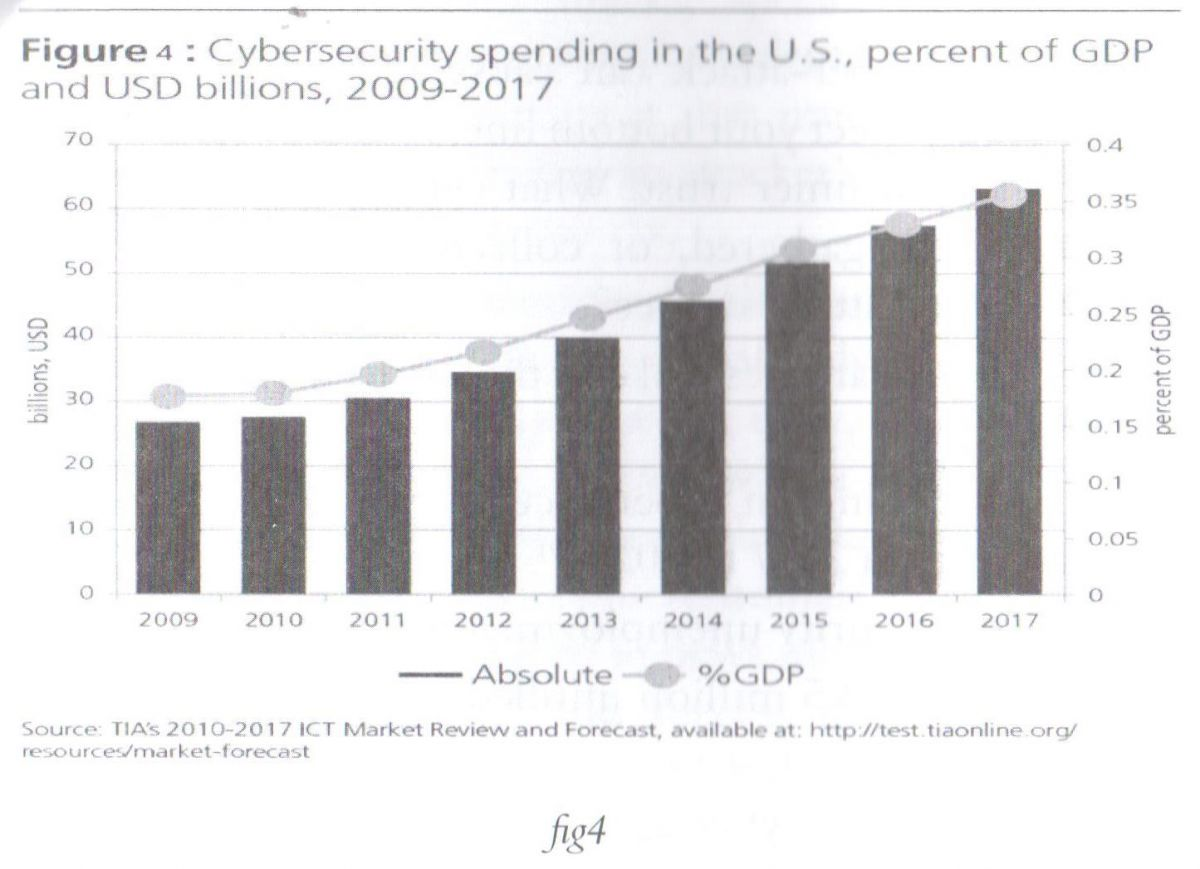 Figure 4 : Cybersecurity spending in the U.S., percent of GDP
and USD billions, 2009-2017
70
60
50
40
30
20
10
0
billions, USD
0.4
0.35
0.3
0.25
0.2
0.15
0.1
0.05
0
percent of GDP
2009 2010 2011 2012 2013 2014 2015 2016 2017
Absolute %GDP
Source: TIA's 2010-2017 ICT Market Review and Forecast, available at: http://test.tiaonline.org/
resources/market-forecast
fig4